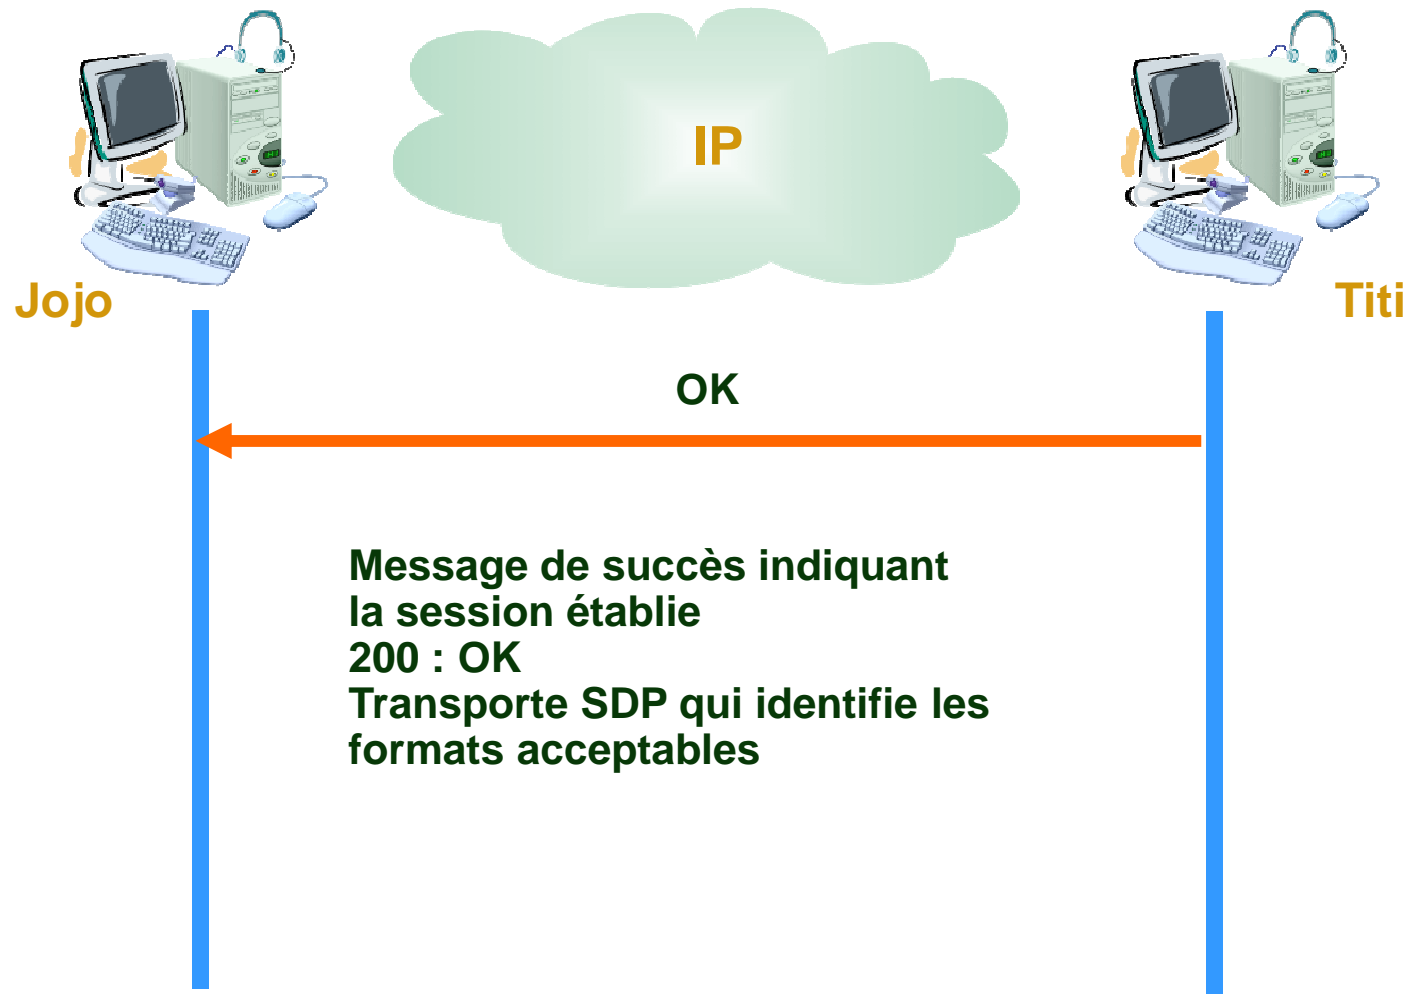 IP
Jojo
Titi
OK
Message de succès indiquant
la session établie
200 : OK
Transporte SDP qui identifie les
formats acceptables